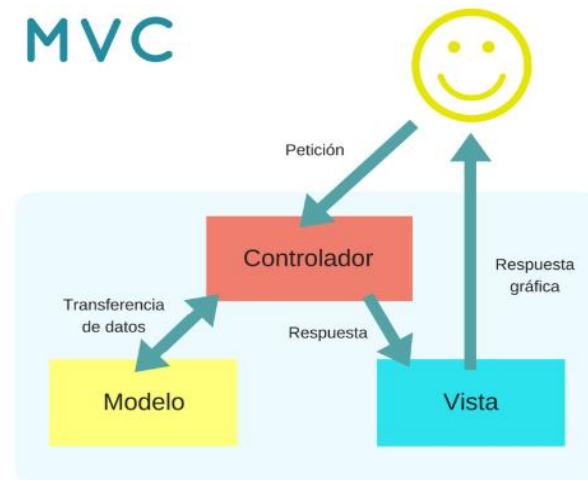 MVC
Petición
Controlador
Transferencia
de datos
Respuesta
Respuesta
gráfica
Modelo
Vista